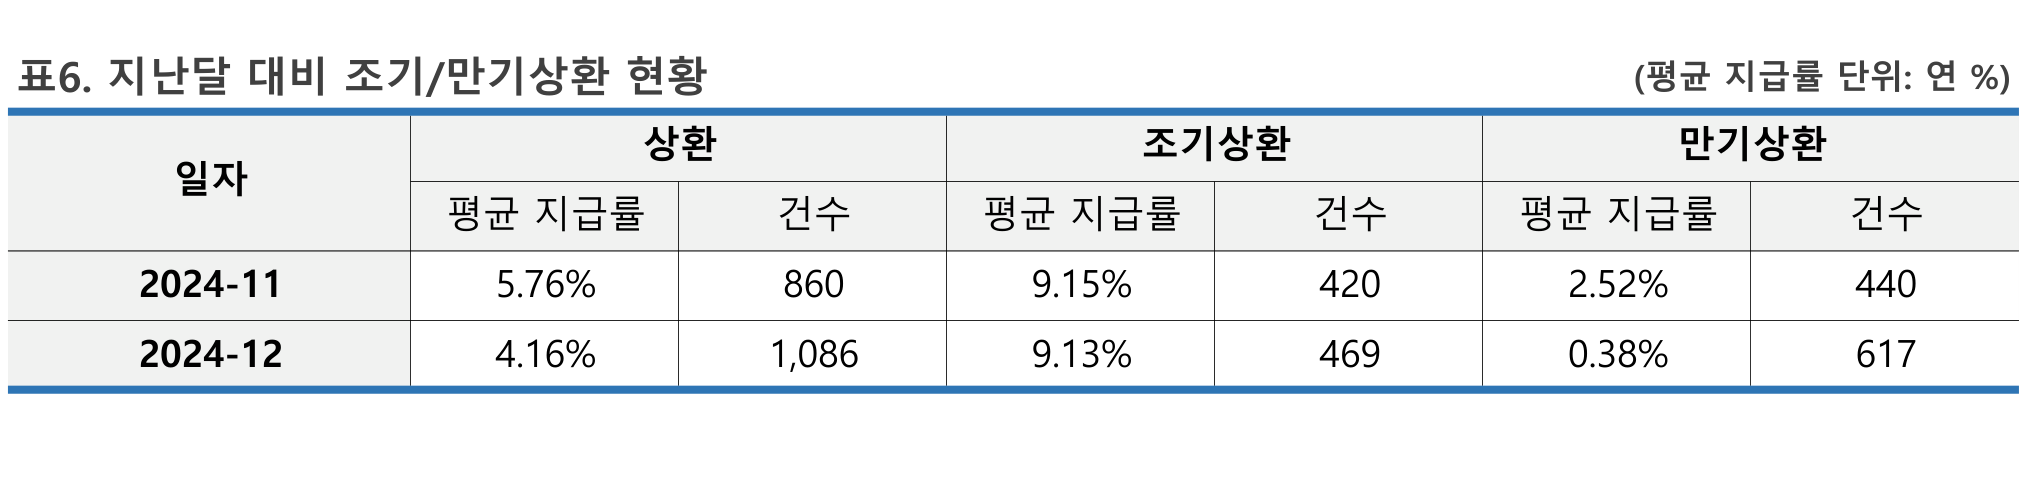 표6. 지난달 대비 조기/만기상환 현황 (평균 지급률 단위: 연 %)
일자 상환 조기상환 만기상환
평균 지급률 건수 평균 지급률 건수 평균 지급률 건수
2024-11 5.76% 860 9.15% 420 2.52% 440
2024-12 4.16% 1,086 9.13% 469 0.38% 617